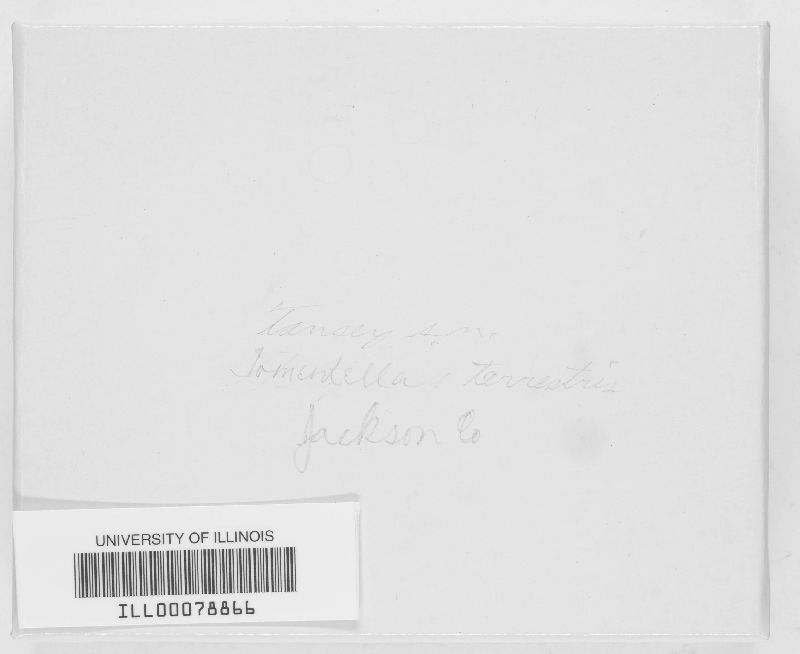 Tansey s.n.
Tomentella terrestris
Jackson Co
UNIVERSITY OF ILLINOIS
ILL00078866